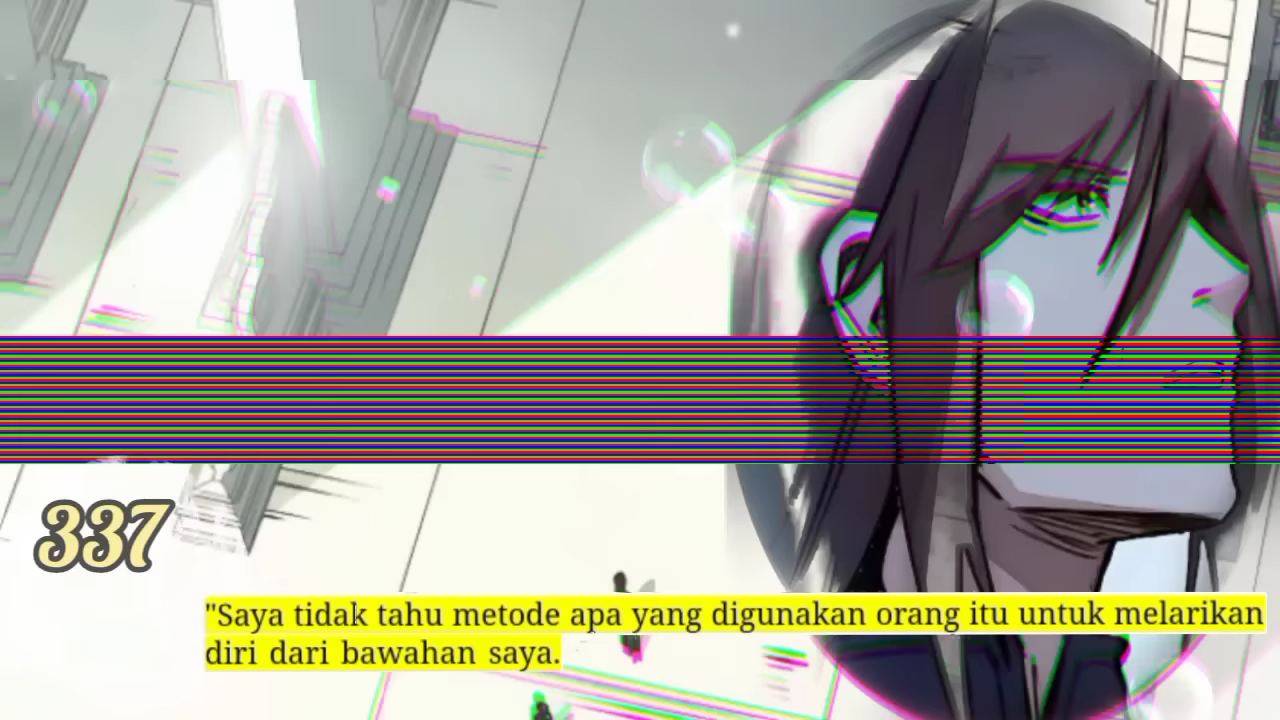 337
"Saya tidak tahu metode apa yang digunakan orang itu untuk melarikan
diri dari bawahan saya.